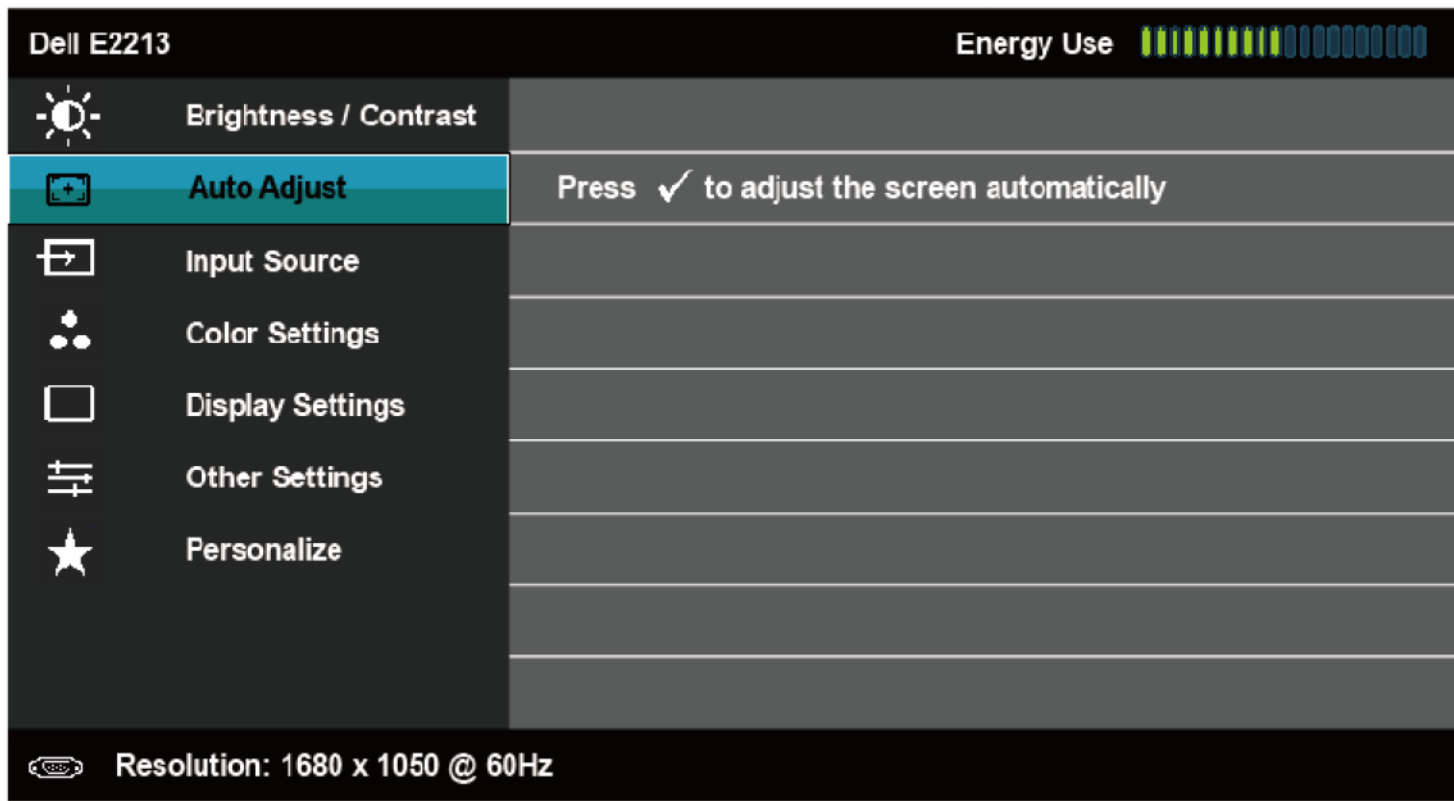 Dell E2213 Energy Use
Brightness / Contrast
Auto Adjust Press ✓ to adjust the screen automatically
Input Source
Color Settings
Display Settings
Other Settings
Personalize
Resolution: 1680 x 1050 @ 60Hz